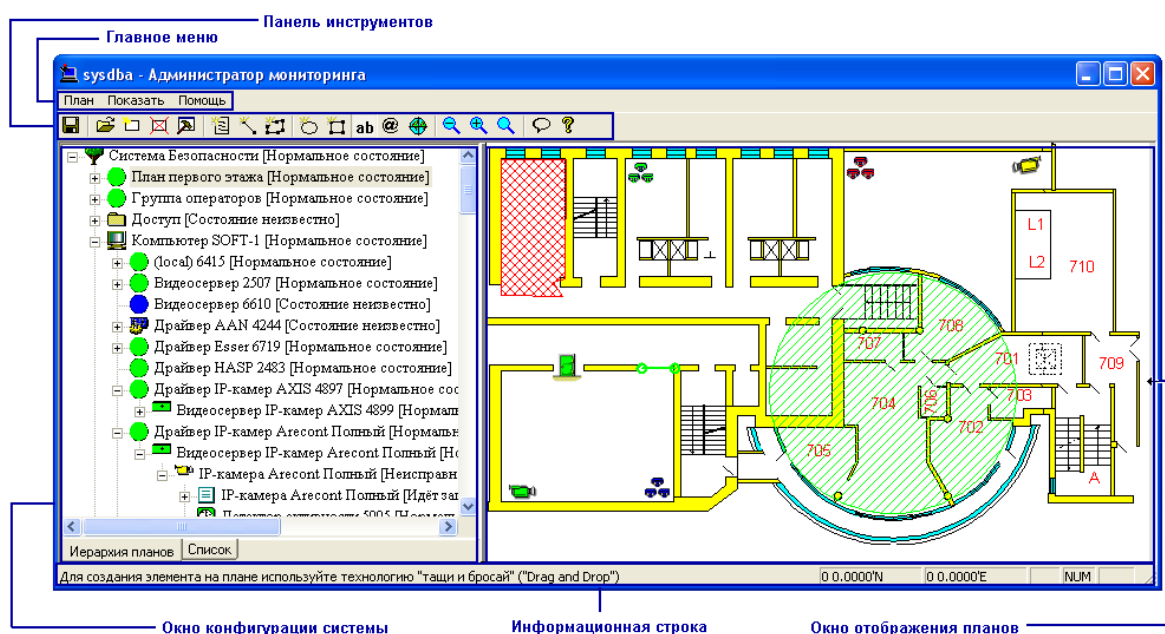 Панель инструментов
Главное меню
sysdba - Администратор мониторинга
План Показать Помощь
ab @ ?
Система Безопасности [Нормальное состояние]
План первого этажа [Нормальное состояние]
Группа операторов [Нормальное состояние]
Доступ [Состояние неизвестно]
Компьютер SOFT-1 [Нормальное состояние]
(local) 6415 [Нормальное состояние]
Видеосервер 2507 [Нормальное состояние]
Видеосервер 6610 [Состояние неизвестно]
Драйвер AAN 4244 [Состояние неизвестно]
Драйвер Esser 6719 [Нормальное состояние]
Драйвер HASP 2483 [Нормальное состояние]
Драйвер IP-камер AXIS 4897 [Нормальное сос
Видеосервер IP-камер AXIS 4899 [Нормалы
Драйвер IP-камер Arecont Полный [Нормальн
Видеосервер IP-камер Arecont Полный [Но
IP-камера Arecont Полный [Неисправн
IP-камера Arecont Полный [Идёт заг
Детектор активности 5005
Иерархия планов Список
L1
L2
710
708
707
701
709
704
706
703
702
705
A
Для создания элемента на плане используйте технологию "тащи и бросай" ("Drag and Drop")
0 0.0000'N 0 0.0000'E NUM
Окно конфигурации системы
Информационная строка
Окно отображения планов